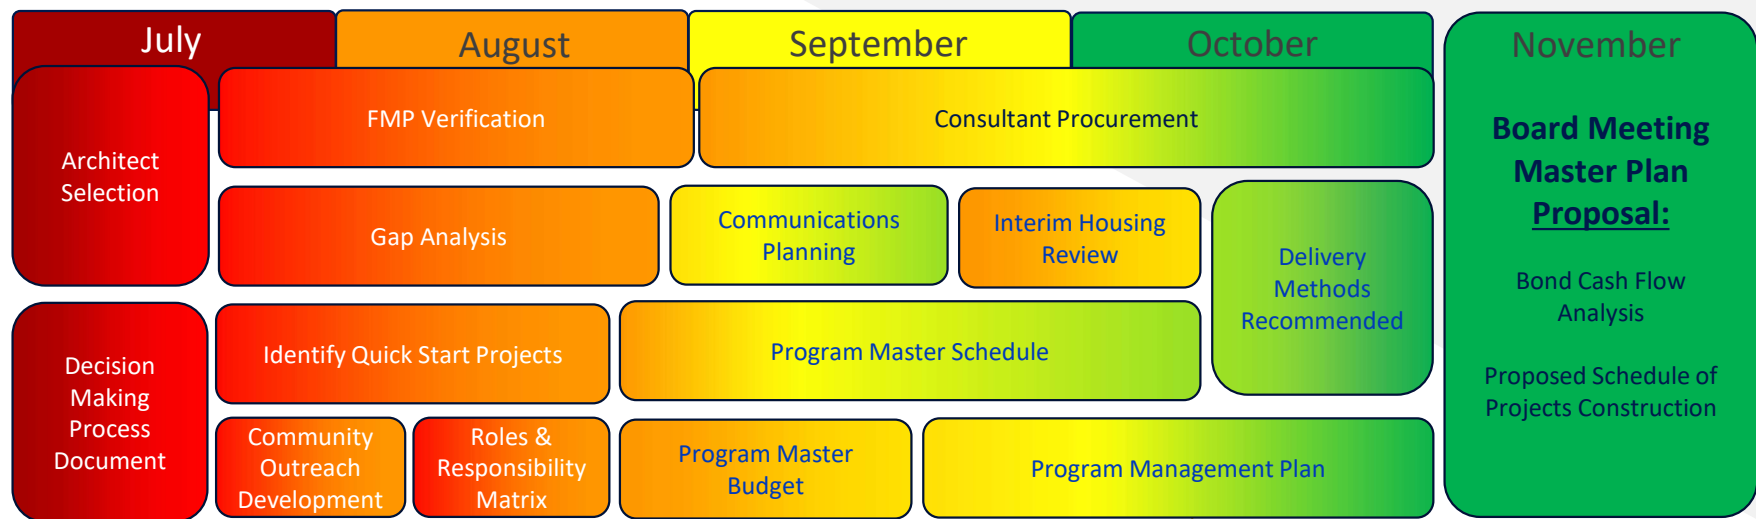 July
August
September
October
November
Architect
Selection
FMP Verification
Consultant Procurement
Gap Analysis
Communications
Planning
Interim Housing
Review
Delivery
Methods
Recommended
Decision
Making
Process
Document
Identify Quick Start Projects
Program Master Schedule
Community
Outreach
Development
Roles &
Responsibility
Matrix
Program Master
Budget
Program Management Plan
Board Meeting
Master Plan
Proposal:
Bond Cash Flow
Analysis
Proposed Schedule of
Projects Construction